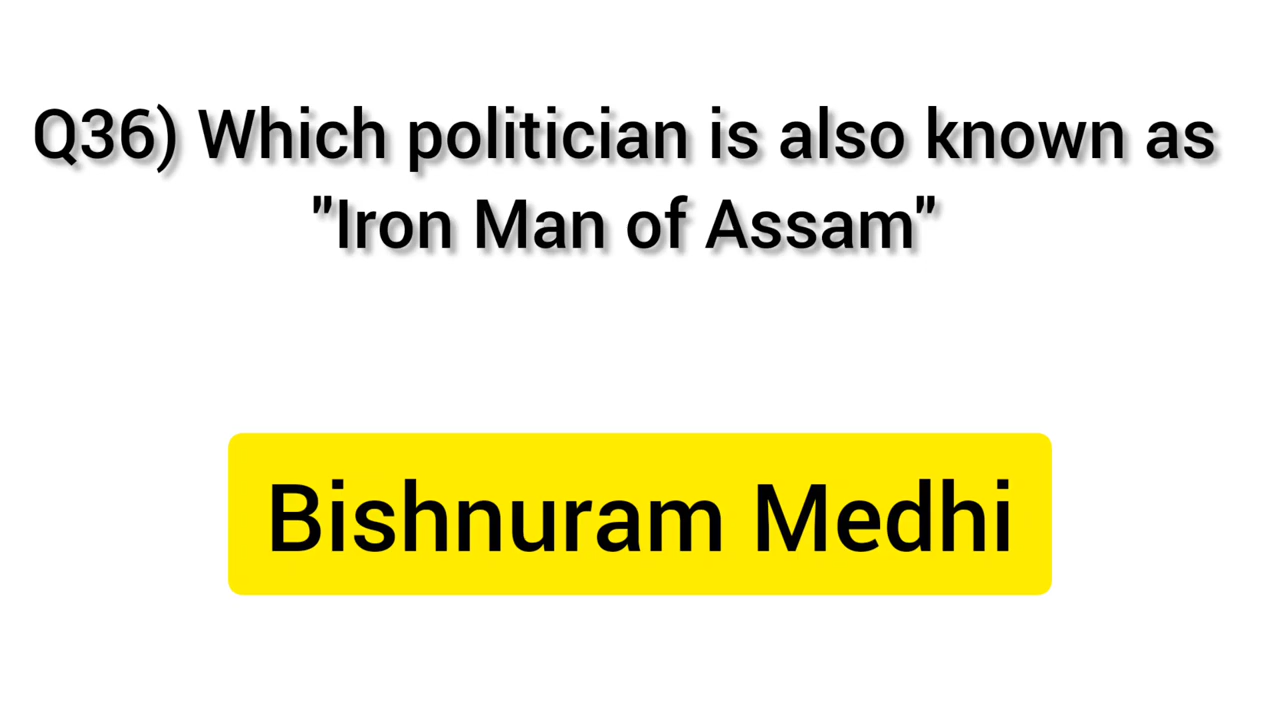 Q36) Which politician is also known as
"Iron Man of Assam"
Bishnuram Medhi